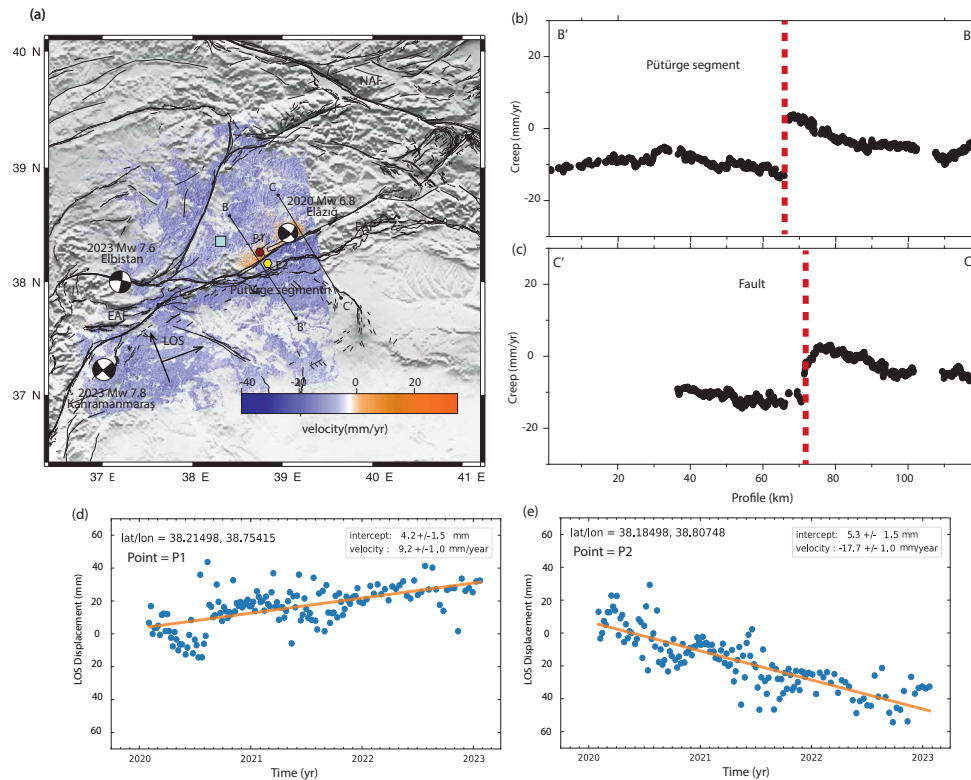 (a)
40 N
39 N
38 N
37 N
37 E
38
39
40
41 E
NAF
C
B
2020 Mw 6.8
Elâzığ
EAF
P1
2023 Mw 7.6
Elbistan
Pütürge segment
EAF
C'
B'
LOS
2023 Mw 7.8
Kahramanmaraş
-40
-20
0
20
velocity(mm/yr)
(b)
B'
B
Pütürge segment
20
0
-10
-20
Creep (mm/yr)
(c)
C'
C
Fault
20
0
-10
-20
Creep (mm/yr)
20
40
60
80
100
Profile (km)
(d)
lat/lon = 38.21498, 38.75415
Point = P1
intercept: 4.2+/-1.5 mm
velocity : 9,2 +/-1.0 mm/year
60
40
20
0
20
40
60
LOS Displacement (mm)
2020
2021
2022
2023
Time (yr)
(e)
lat/lon = 38.18498, 38.80748
Point = P2
intercept: 5.3 +/- 1.5 mm
velocity : -17,7 +/- 1.0 mm/year
60
40
20
0
20
40
60
LOS Displacement (mm)
2020
2021
2022
2023
Time (yr)